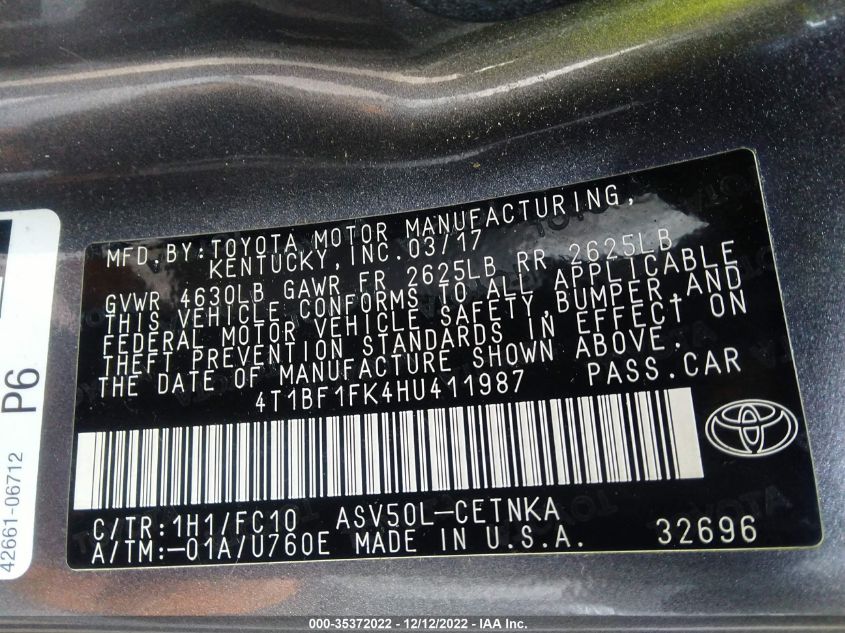 MFD.BY:TOYOTA MOTOR MANUFACTURING,
KENTUCKY,INC.03/17
GVWR 4630LB GAWR FR 2625LB RR 2625LB
THIS VEHICLE CONFORMS TO ALL APPLICABLE
FEDERAL MOTOR VEHICLE SAFETY,BUMPER,AND
THEFT PREVENTION STANDARDS IN EFFECT ON
THE DATE OF MANUFACTURE SHOWN ABOVE.
4T1BF1FK4HU411987 PASS.CAR
C/TR:1H1/FC10 ASV50L-CETNKA
A/TM:-01A/U760E MADE IN U.S.A. 32696
42661-06712 P6
000-35372022 - 12/12/2022 - IAA Inc.